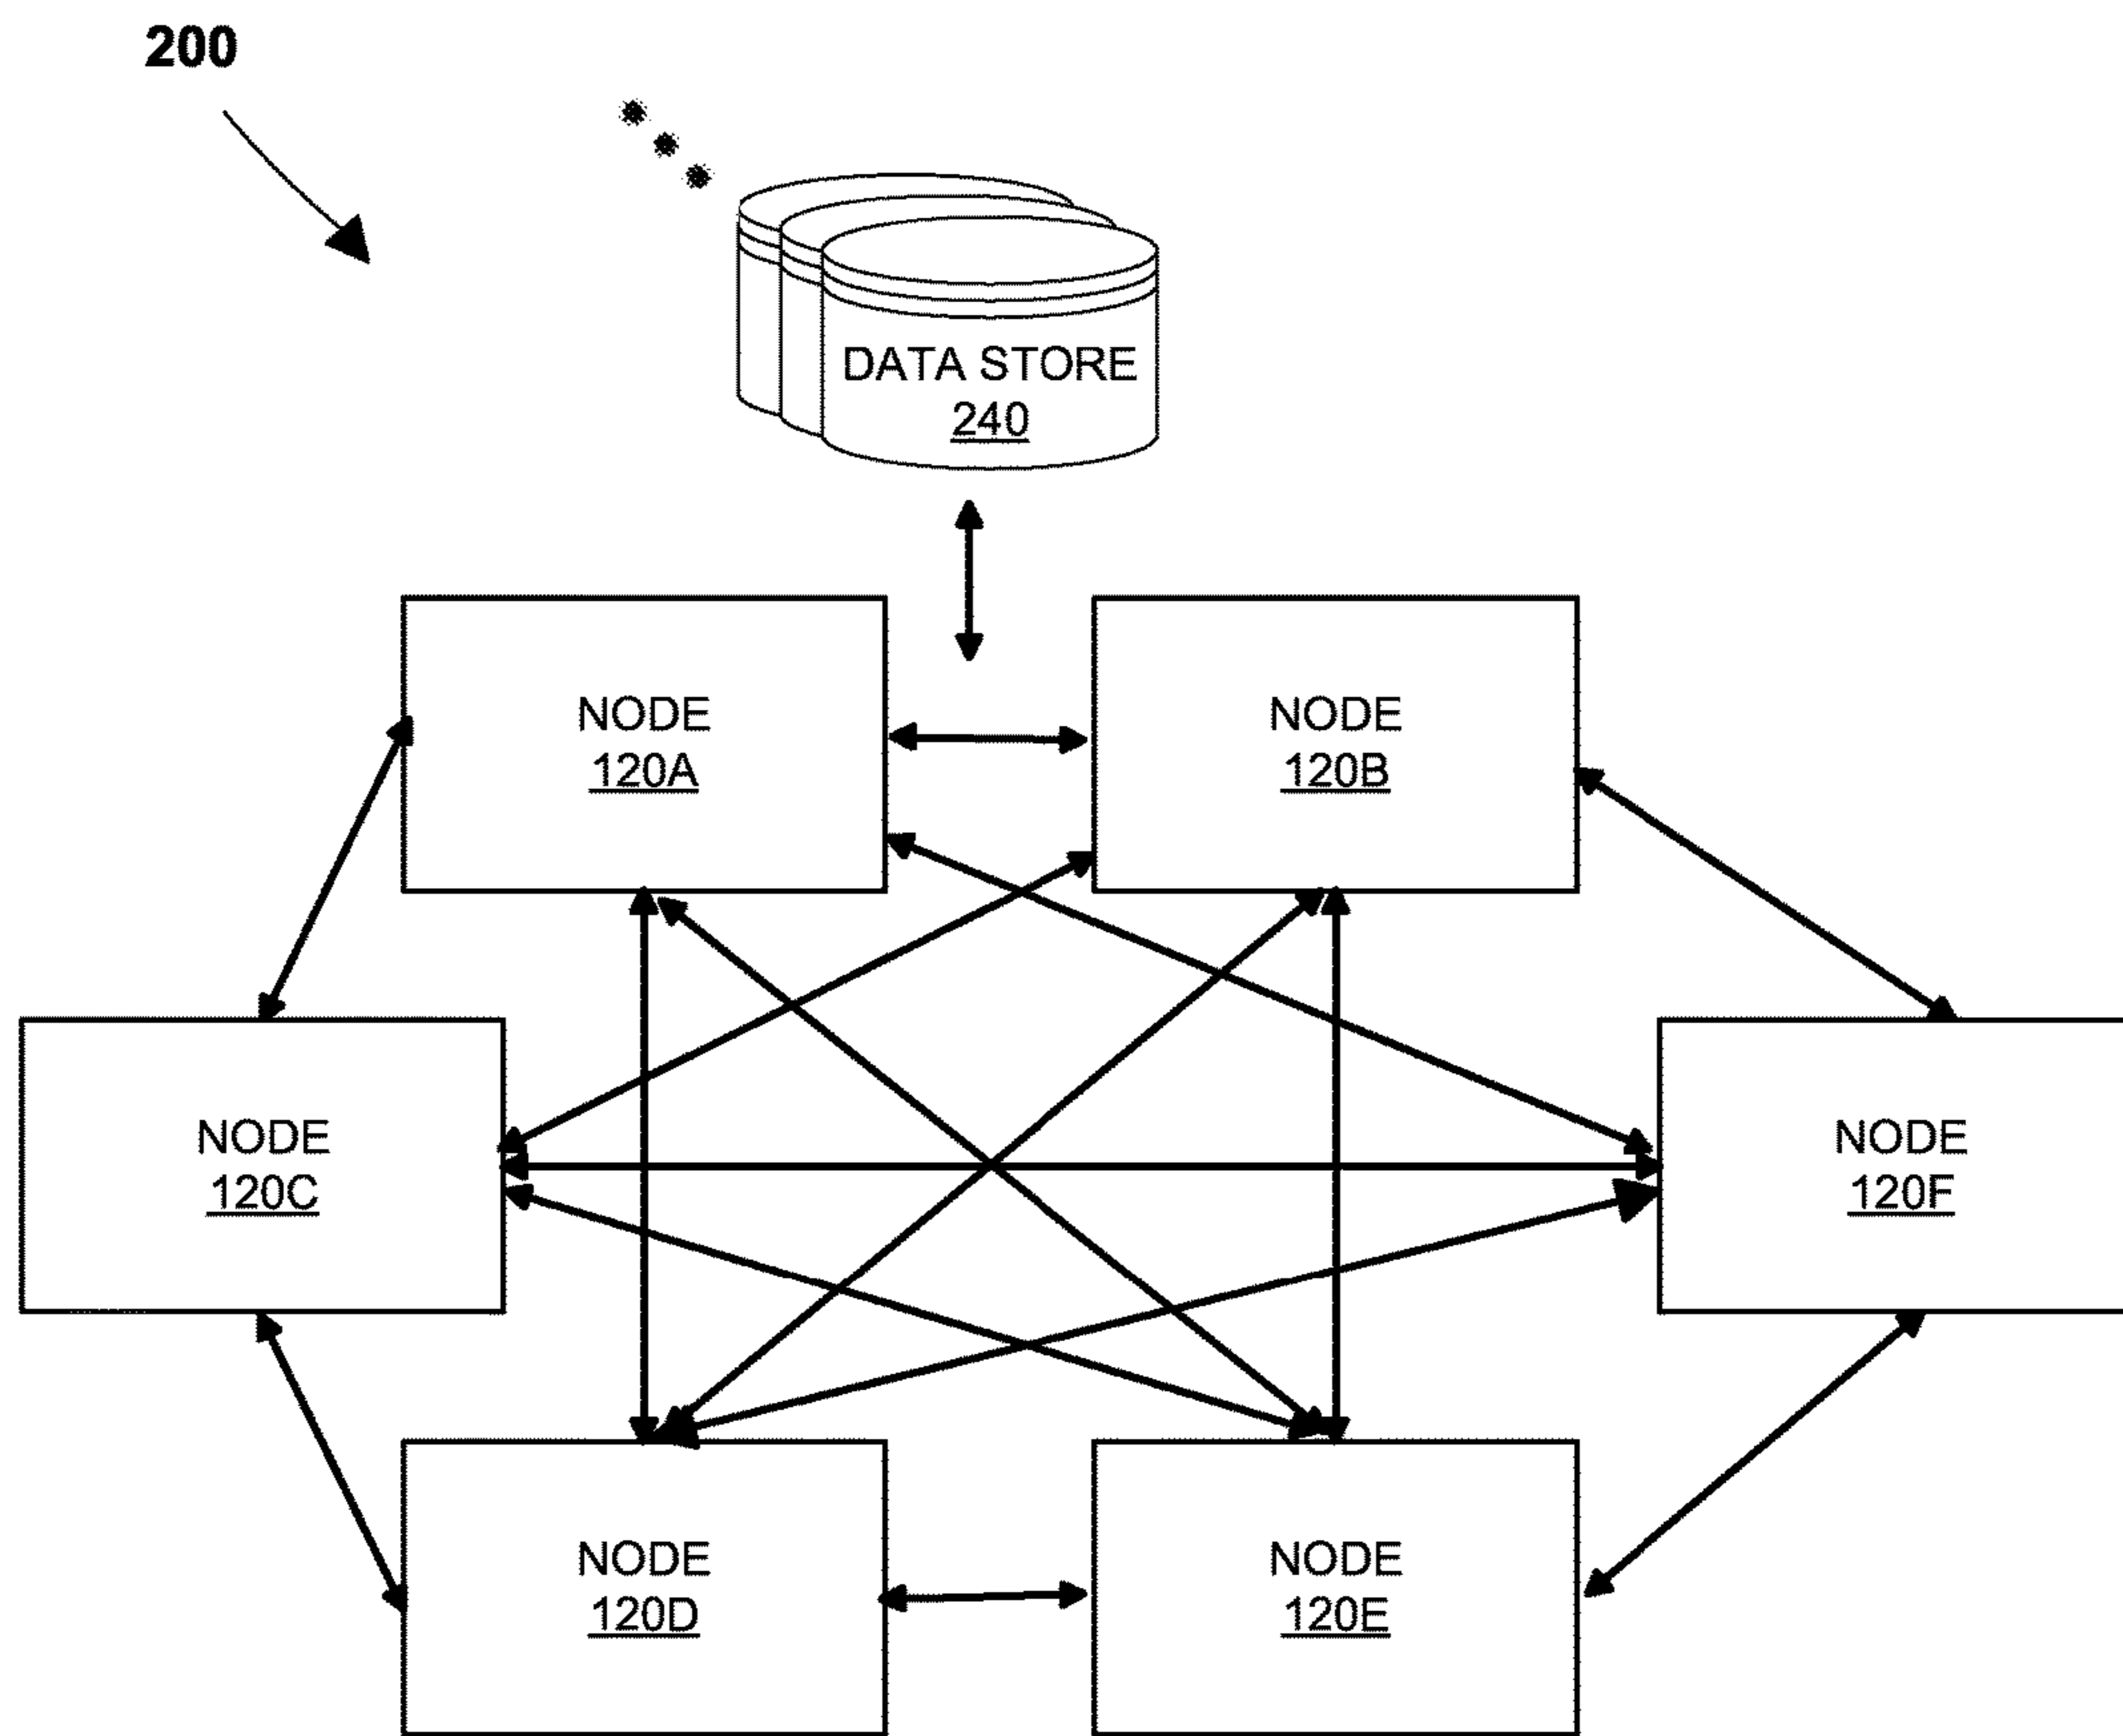 200
DATA STORE
240
NODE
120A
NODE
120B
NODE
120C
NODE
120F
NODE
120D
NODE
120E